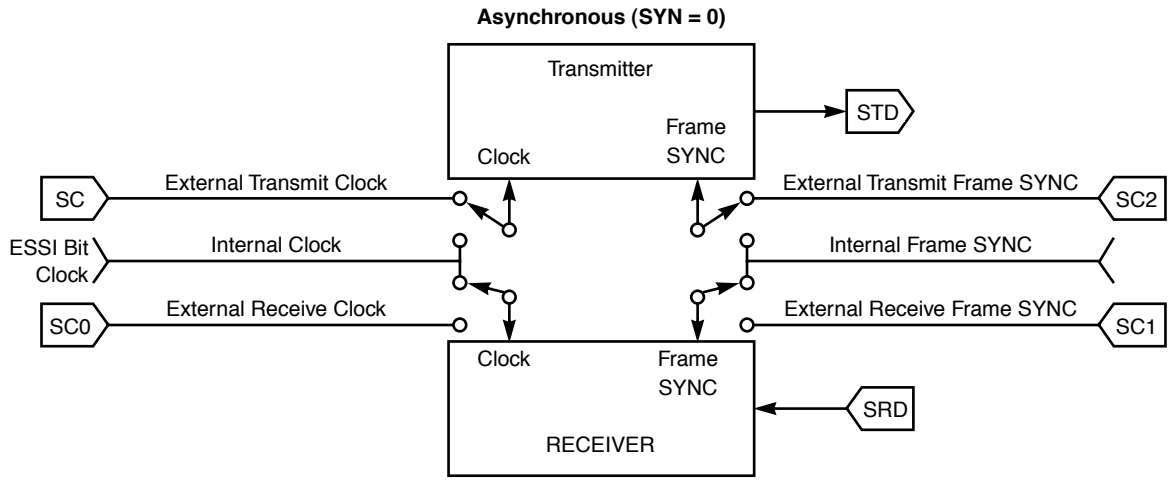 Asynchronous (SYN = 0)
Transmitter
STD
Frame
SYNC
Clock
SC
External Transmit Clock
External Transmit Frame SYNC
SC2
ESSI Bit
Clock
Internal Clock
Internal Frame SYNC
SC0
External Receive Clock
External Receive Frame SYNC
SC1
Clock
Frame
SYNC
SRD
RECEIVER